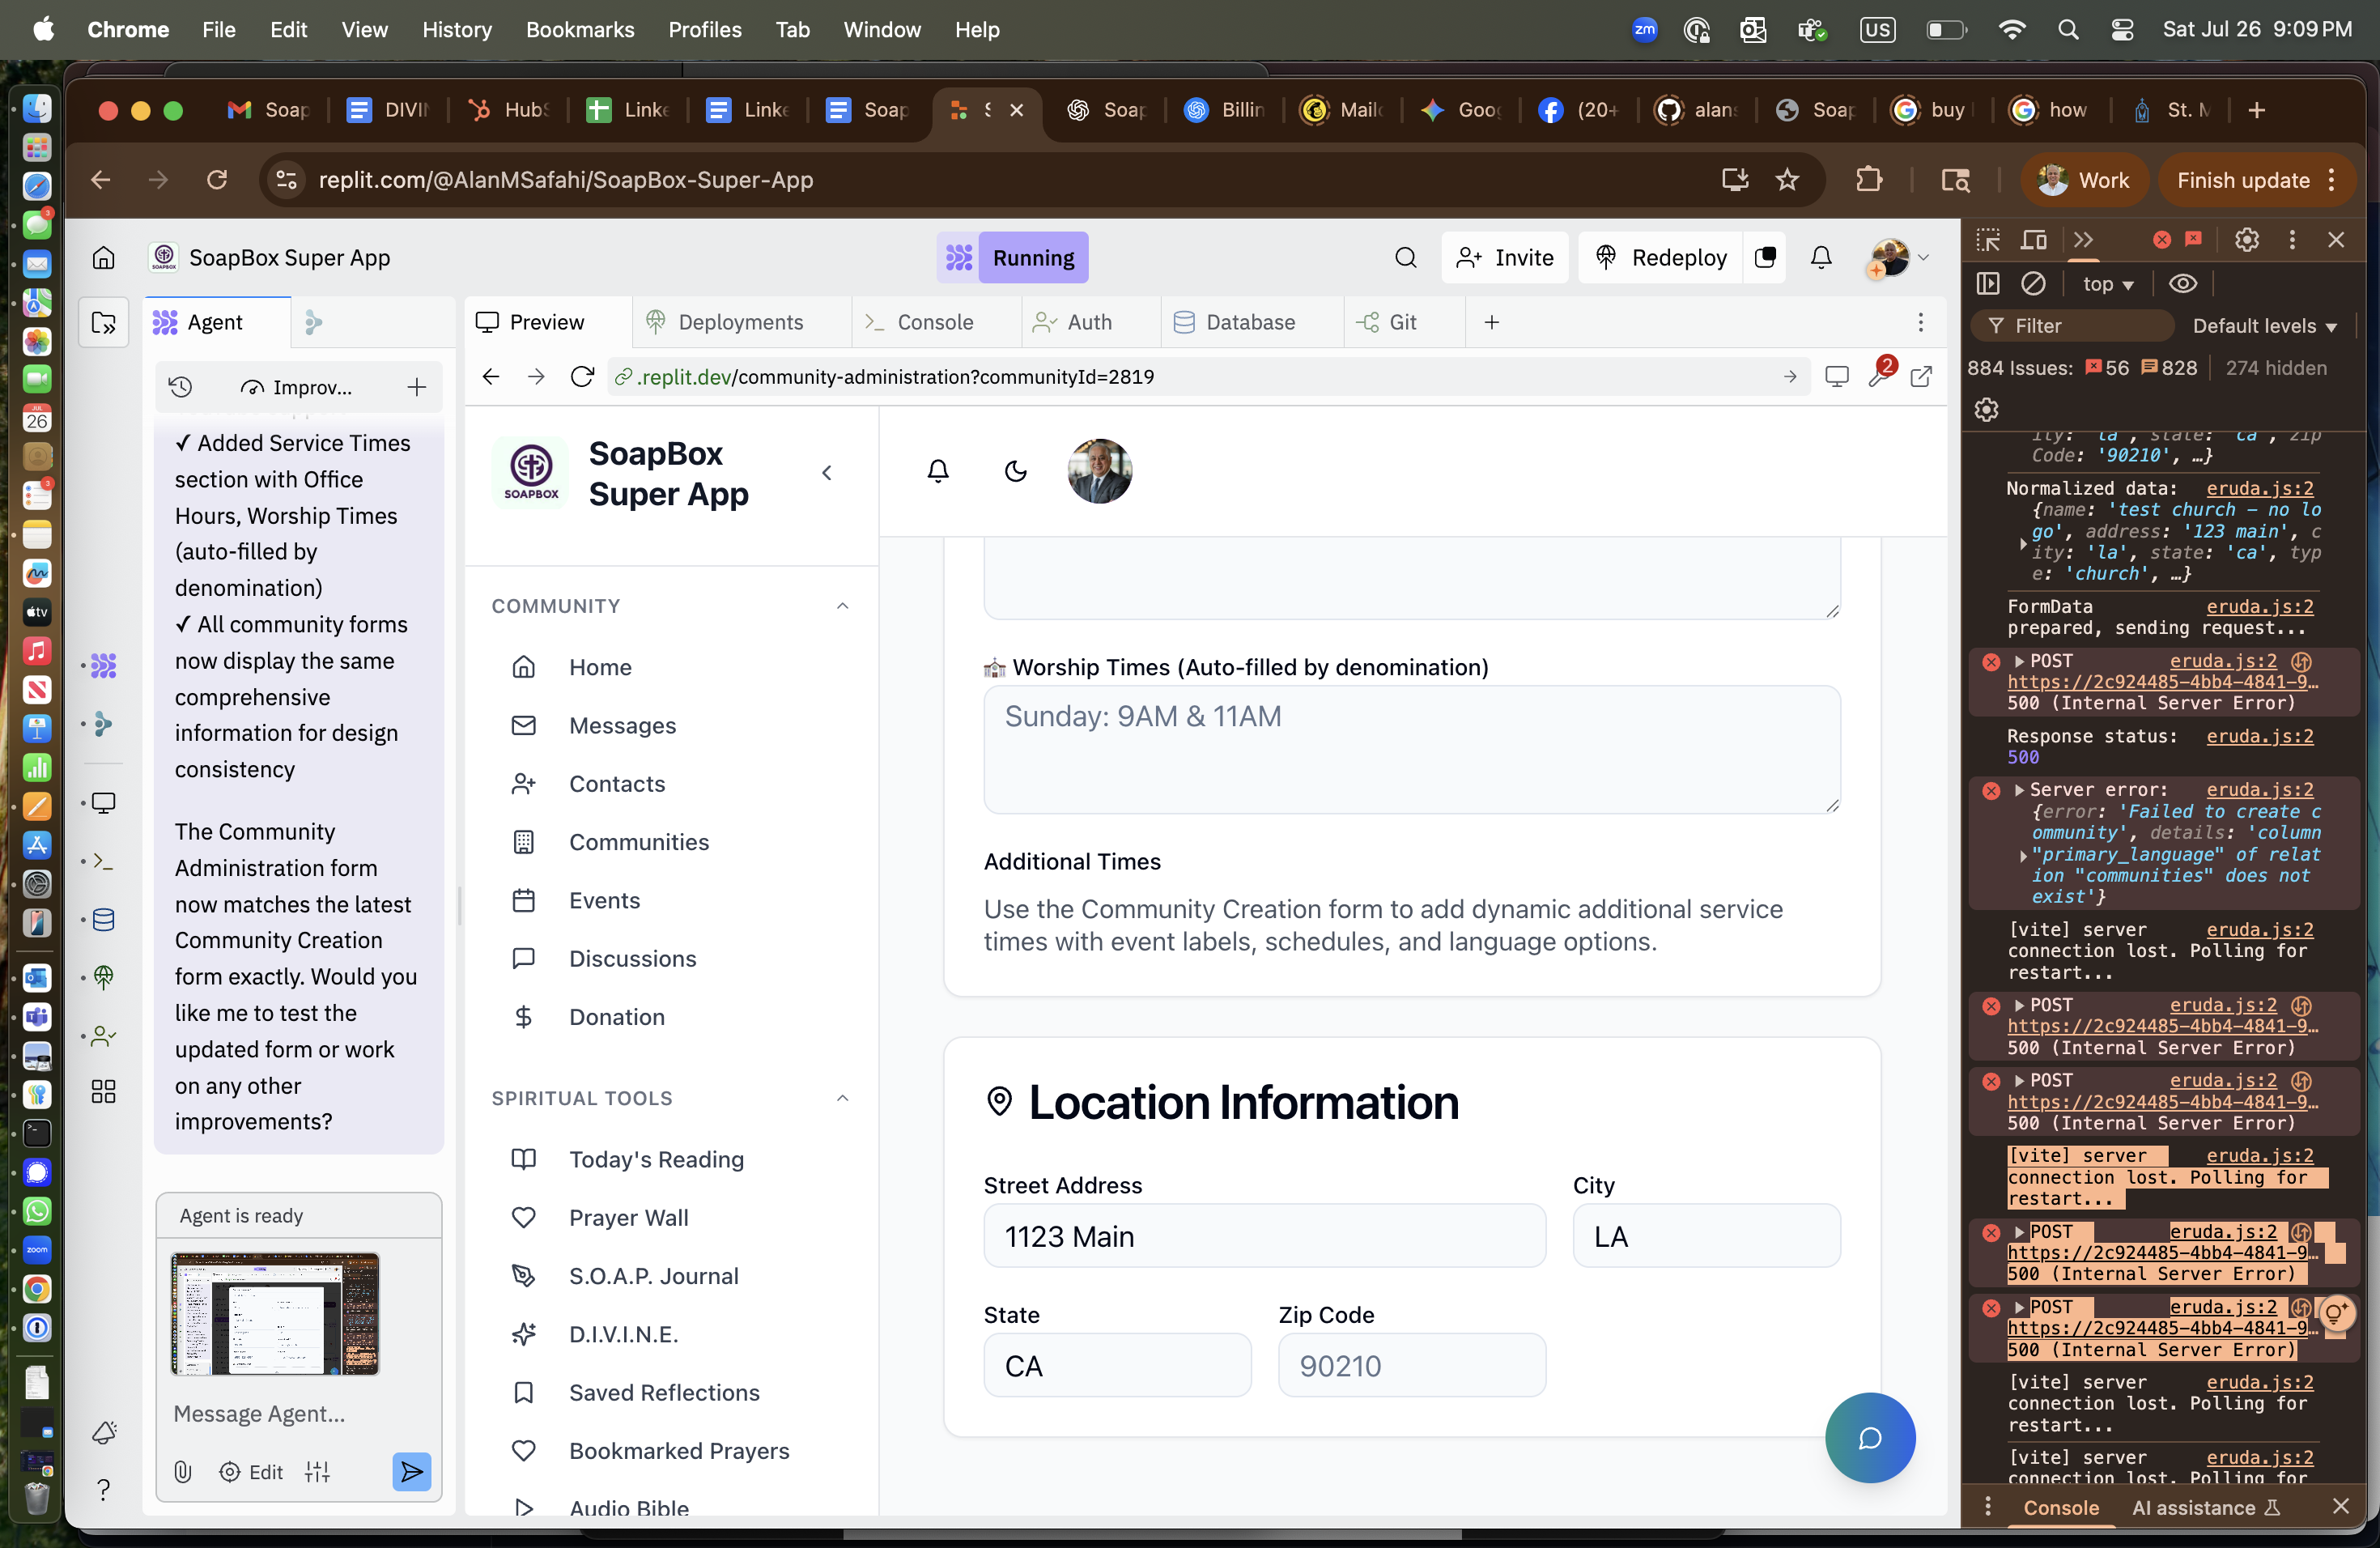 Chrome File Edit View History Bookmarks Profiles Tab Window Help
zm US Sat Jul 26 9:09 PM
Soap DIVI HubS Linke Linke Soap S Soap Billin Mailc Goog (20+ alans Soap buy how St. M
replit.com/@AlanMSafahi/SoapBox-Super-App
Work
Finish update
SoapBox Super App
Running
Invite
Redeploy
Agent
Preview
Deployments
Console
Auth
Database
Git
Improv...
.replit.dev/community-administration?communityId=2819
2
✓ Added Service Times
section with Office
Hours, Worship Times
(auto-filled by
denomination)
✓ All community forms
now display the same
comprehensive
information for design
consistency
The Community
Administration form
now matches the latest
Community Creation
form exactly. Would you
like me to test the
updated form or work
on any other
improvements?
Agent is ready
Message Agent...
Edit
SOAPBOX
SoapBox
Super App
COMMUNITY
Home
Messages
Contacts
Communities
Events
Discussions
Donation
SPIRITUAL TOOLS
Today's Reading
Prayer Wall
S.O.A.P. Journal
D.I.V.I.N.E.
Saved Reflections
Bookmarked Prayers
Audio Bible
Worship Times (Auto-filled by denomination)
Sunday: 9AM & 11AM
Additional Times
Use the Community Creation form to add dynamic additional service
times with event labels, schedules, and language options.
Location Information
Street Address
City
1123 Main
LA
State
Zip Code
CA
90210
top
Filter
Default levels
884 Issues: 56 828 274 hidden
ity: 'la', state: 'ca', zip
Code: '90210', …}
Normalized data: eruda.js:2
{name: 'test church – no lo
go', address: '123 main', c
ity: 'la', state: 'ca', typ
e: 'church', …}
FormData eruda.js:2
prepared, sending request...
POST eruda.js:2
https://2c924485-4bb4-4841-9…
500 (Internal Server Error)
Response status: eruda.js:2
500
Server error: eruda.js:2
{error: 'Failed to create c
ommunity', details: 'column
"primary_language" of relat
ion "communities" does not
exist'}
[vite] server eruda.js:2
connection lost. Polling for
restart...
POST eruda.js:2
https://2c924485-4bb4-4841-9…
500 (Internal Server Error)
POST eruda.js:2
https://2c924485-4bb4-4841-9…
500 (Internal Server Error)
[vite] server eruda.js:2
connection lost. Polling for
restart...
POST eruda.js:2
https://2c924485-4bb4-4841-9…
500 (Internal Server Error)
POST eruda.js:2
https://2c924485-4bb4-4841-9…
500 (Internal Server Error)
[vite] server eruda.js:2
connection lost. Polling for
restart...
[vite] server eruda.js:2
connection lost. Polling for
Console
AI assistance